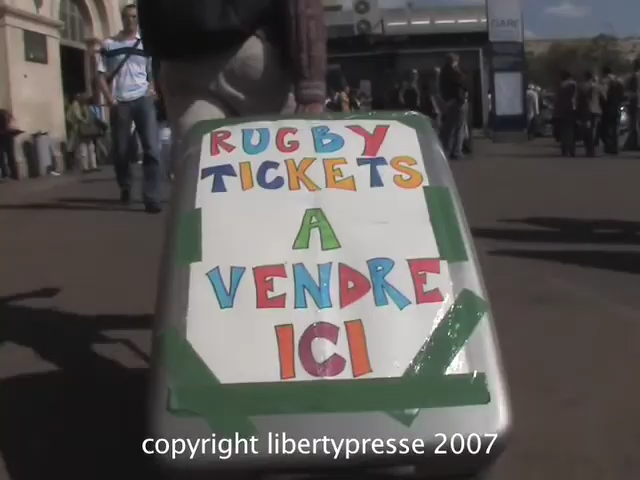 GARE
RUGBY
TICKETS
A
VENDRE
ICI
copyright libertypresse 2007